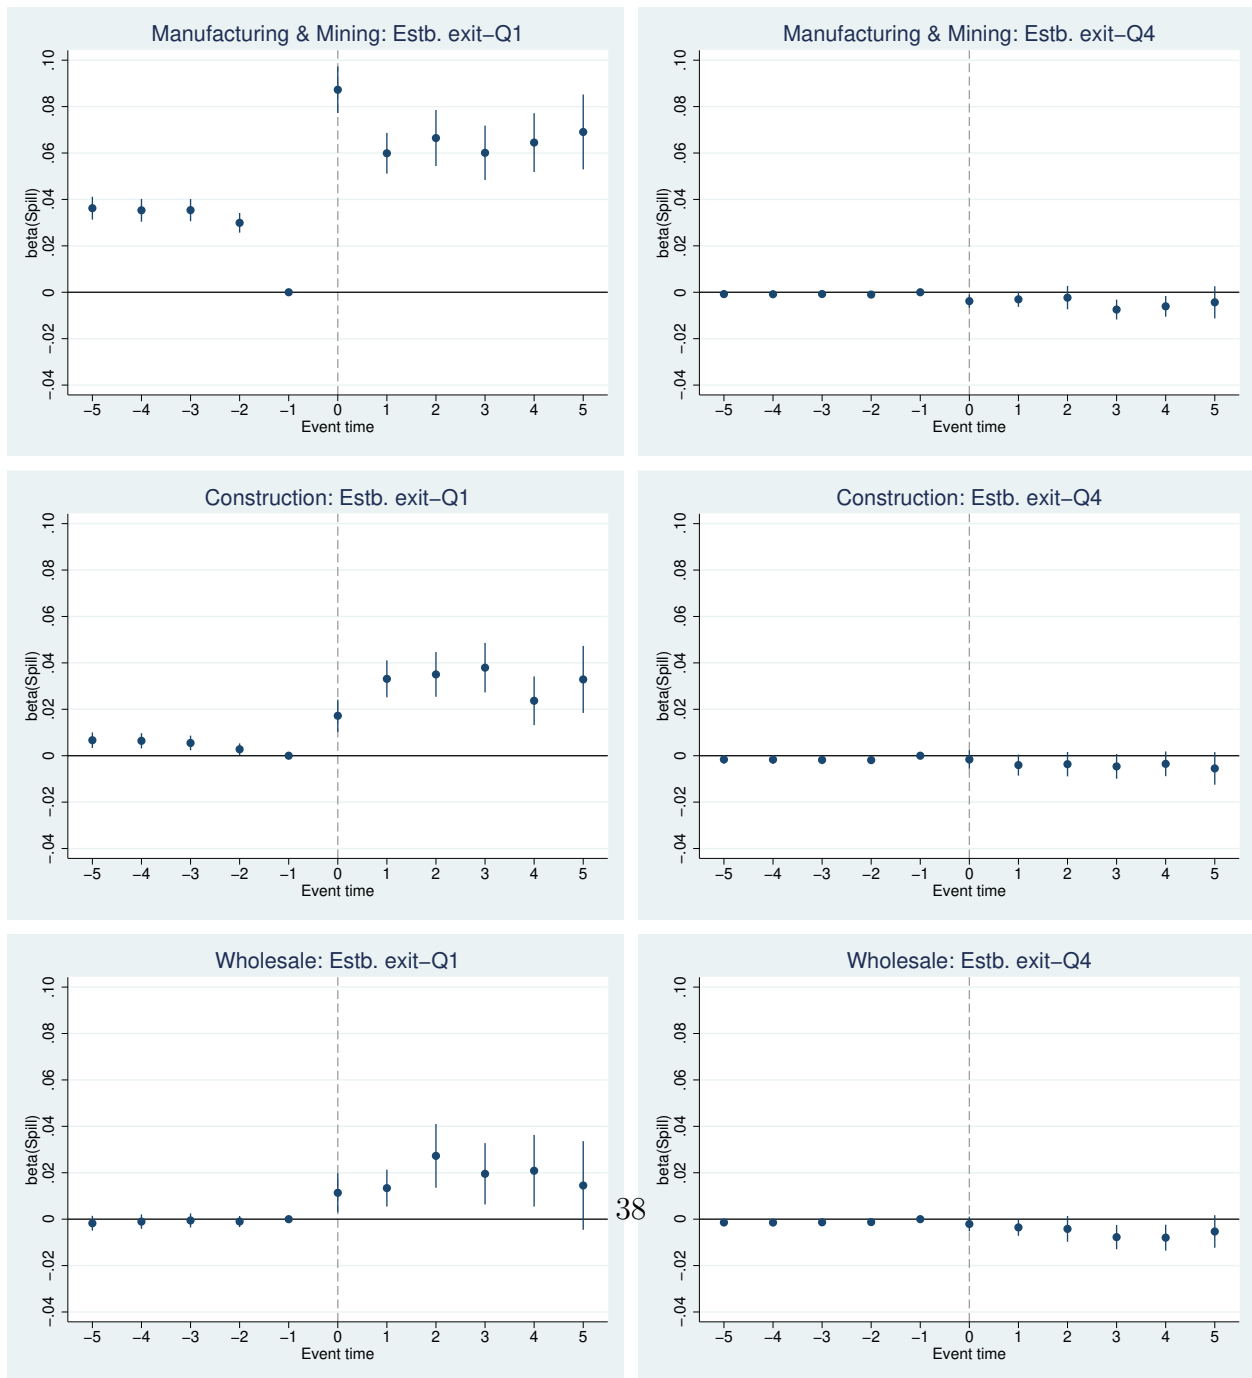 Manufacturing & Mining: Estb. exit−Q1
beta(Spill)
.10
.08
.06
.04
.02
0
−.02
−.04
−5 −4 −3 −2 −1 0 1 2 3 4 5
Event time
Manufacturing & Mining: Estb. exit−Q4
beta(Spill)
.10
.08
.06
.04
.02
0
−.02
−.04
−5 −4 −3 −2 −1 0 1 2 3 4 5
Event time
Construction: Estb. exit−Q1
beta(Spill)
.10
.08
.06
.04
.02
0
−.02
−.04
−5 −4 −3 −2 −1 0 1 2 3 4 5
Event time
Construction: Estb. exit−Q4
beta(Spill)
.10
.08
.06
.04
.02
0
−.02
−.04
−5 −4 −3 −2 −1 0 1 2 3 4 5
Event time
Wholesale: Estb. exit−Q1
beta(Spill)
.10
.08
.06
.04
.02
0
−.02
−.04
−5 −4 −3 −2 −1 0 1 2 3 4 5
Event time
38
Wholesale: Estb. exit−Q4
beta(Spill)
.10
.08
.06
.04
.02
0
−.02
−.04
−5 −4 −3 −2 −1 0 1 2 3 4 5
Event time